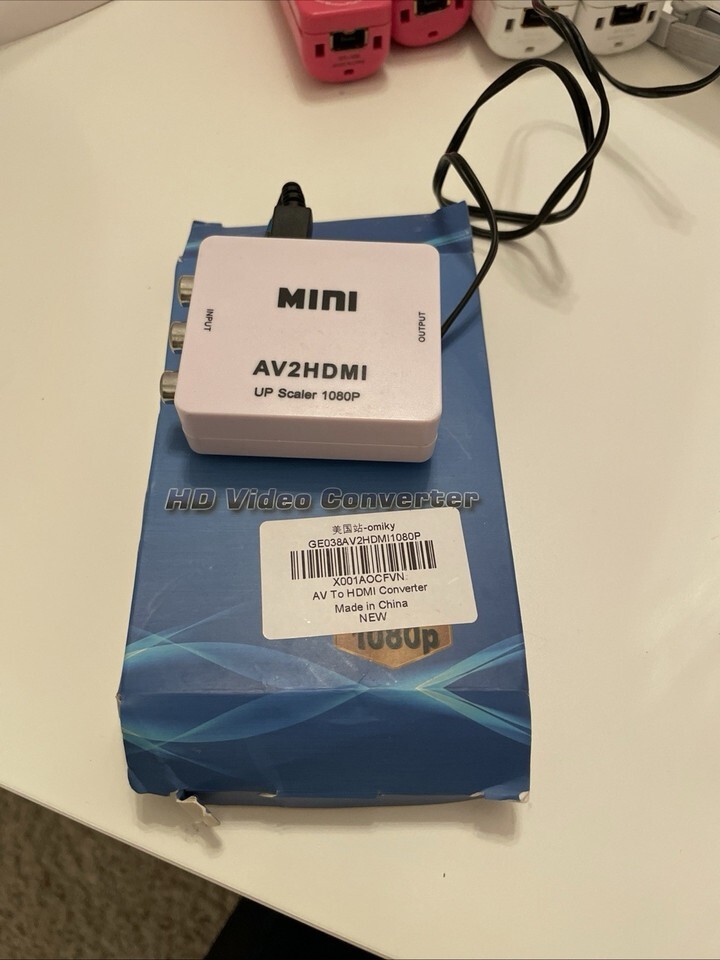 MINI
INPUT
OUTPUT
AV2HDMI
UP Scaler 1080P
HD Video Converter
美国站-omiky
GE038AV2HDMI1080P
X001AOCFVN
AV To HDMI Converter
Made in China
NEW
1080p